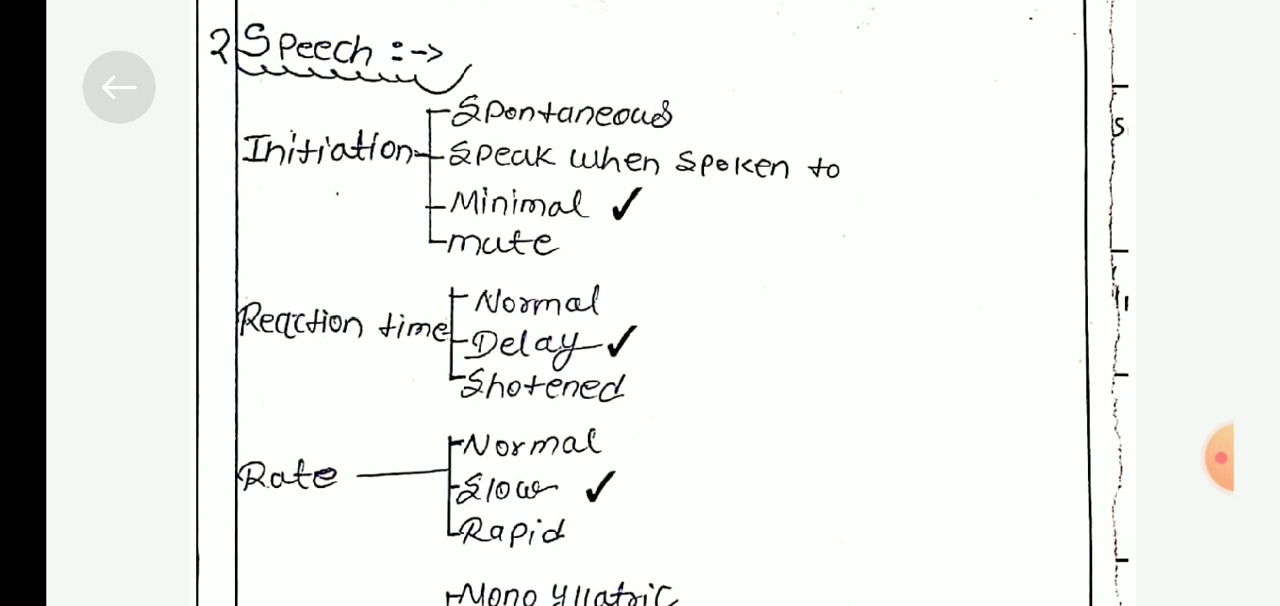 2 Speech :->
Initiation
Spontaneous
Speak when spoken to
Minimal ✓
mute
Reaction time
Normal
Delay ✓
Shotened
Rate
Normal
Slow ✓
Rapid
Mono